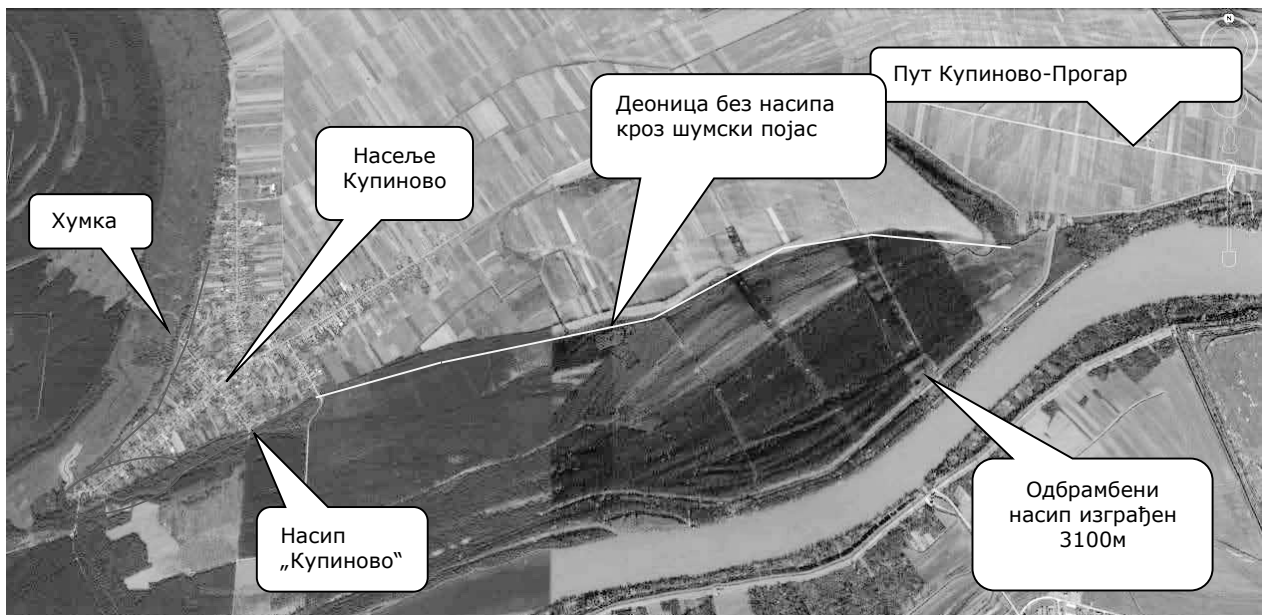 Пут Купиново-Прогар
Деоница без насипа
кроз шумски појас
Насеље
Купиново
Хумка
Насип
„Купиново“
Одбрамбени
насип изграђен
3100м
N